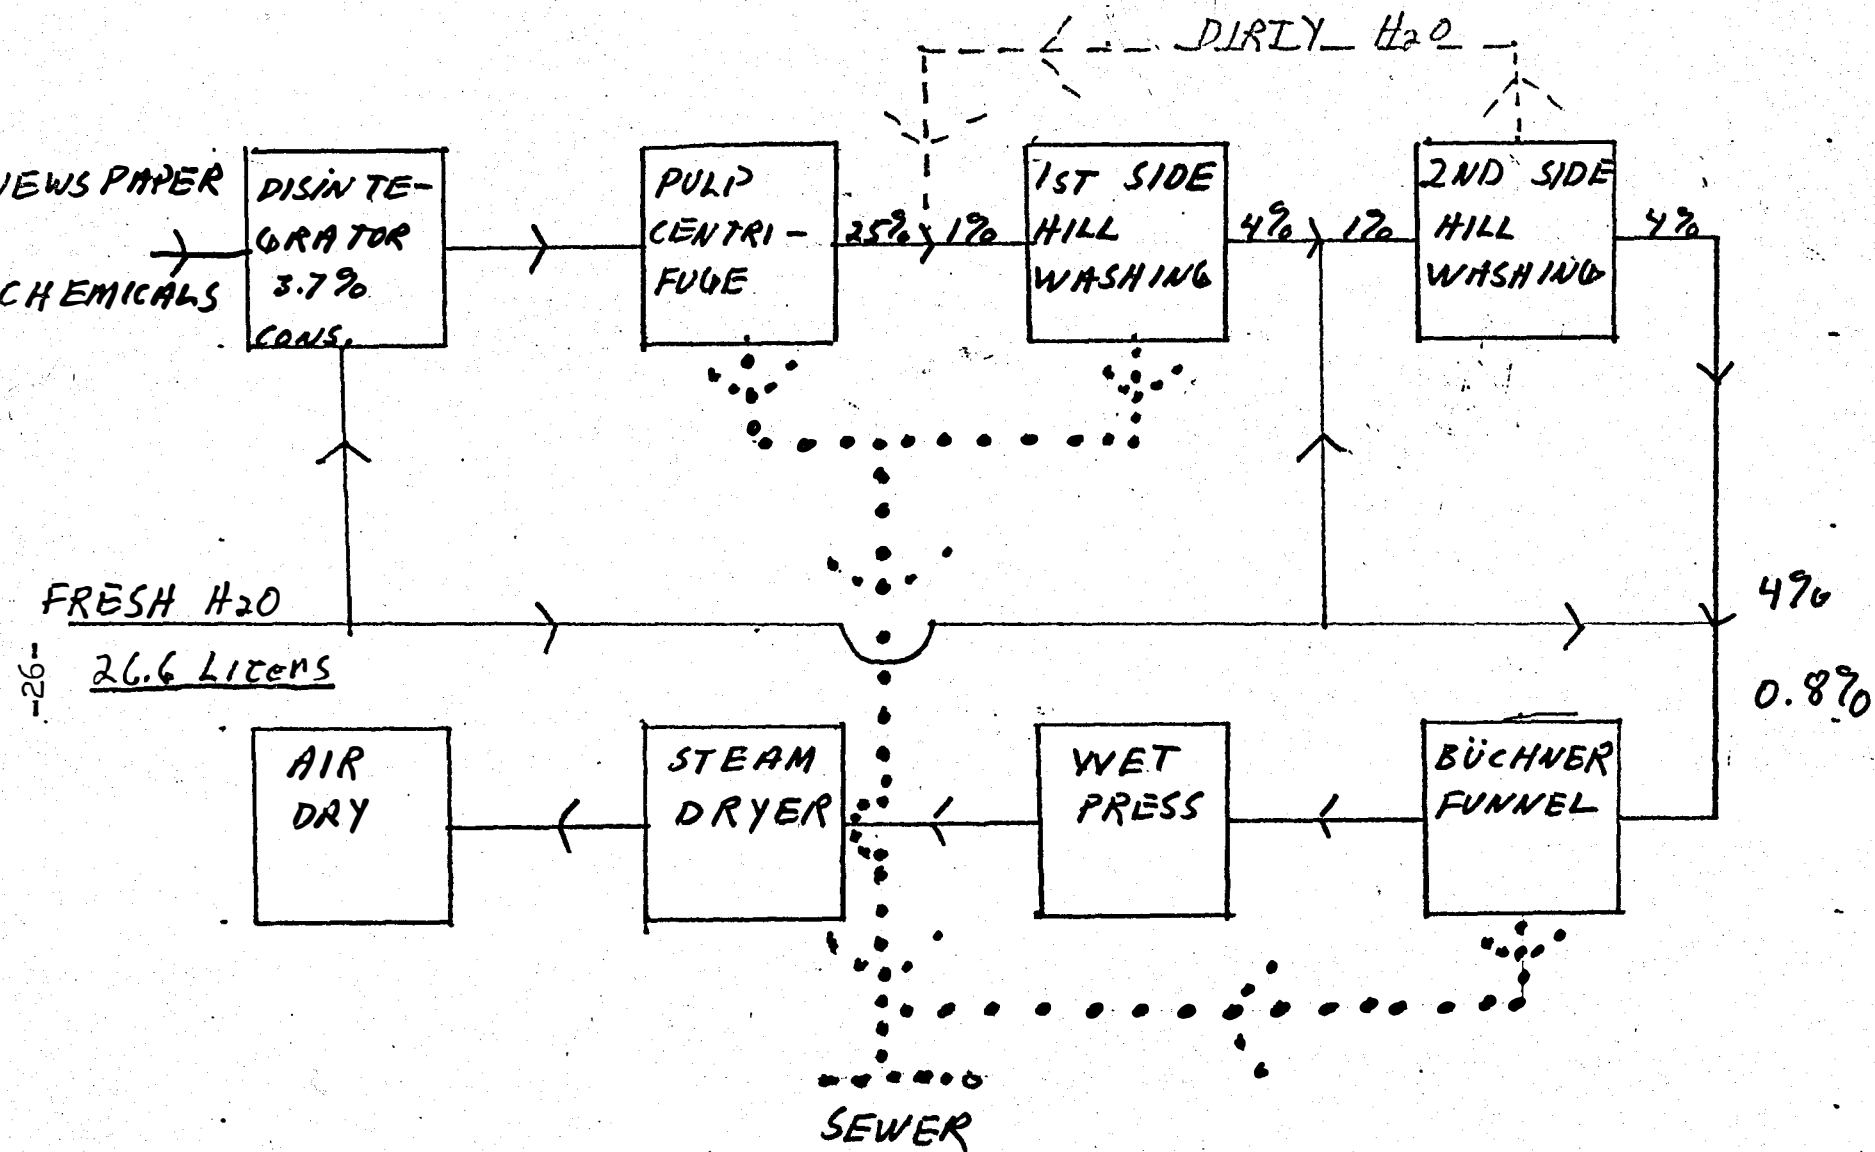 DIRTY H2O
NEWSPAPER
CHEMICALS
DISINTE-
GRATOR
3.7%
CONS.
PULP
CENTRI-
FUGE
25%
1%
1ST SIDE
HILL
WASHING
4%
1%
2ND SIDE
HILL
WASHING
4%
FRESH H2O
26.6 Liters
4%
0.8%
-26-
AIR
DRY
STEAM
DRYER
WET
PRESS
BÜCHNER
FUNNEL
SEWER